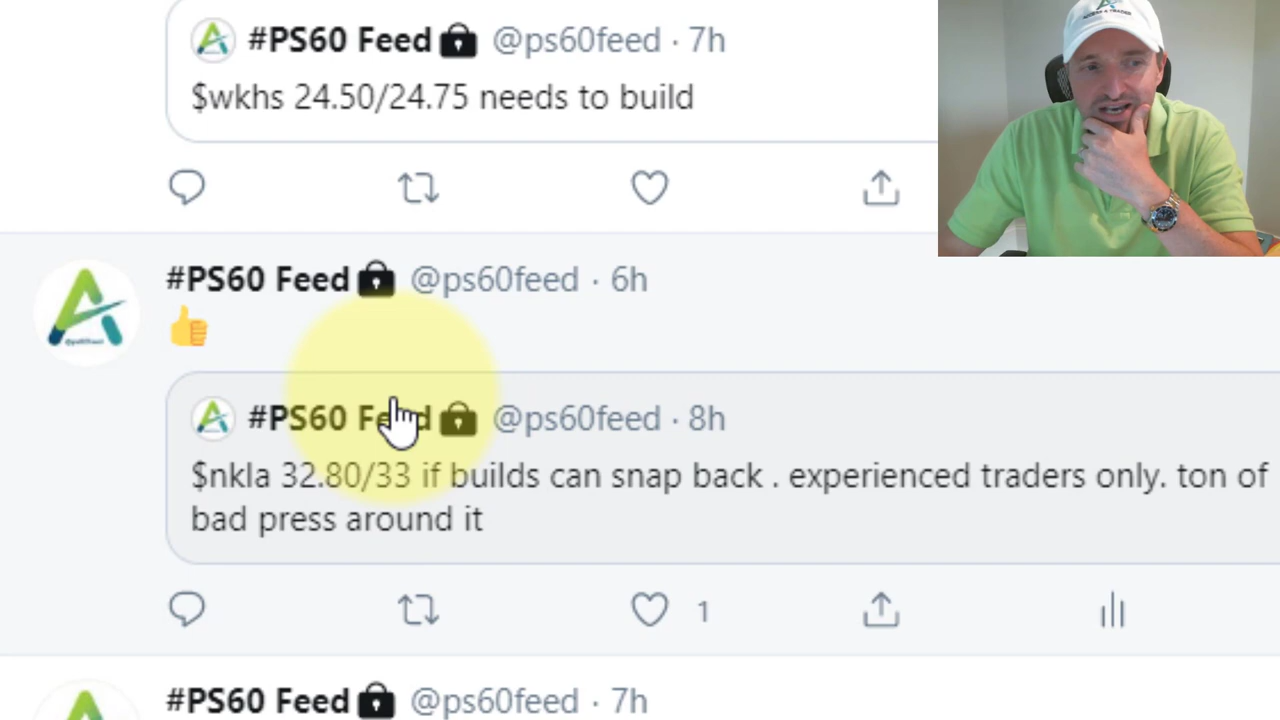 #PS60 Feed @ps60feed · 7h
$wkhs 24.50/24.75 needs to build
#PS60 Feed @ps60feed · 6h
#PS60 Feed @ps60feed · 8h
$nkla 32.80/33 if builds can snap back . experienced traders only. ton of
bad press around it
1
#PS60 Feed @ps60feed · 7h